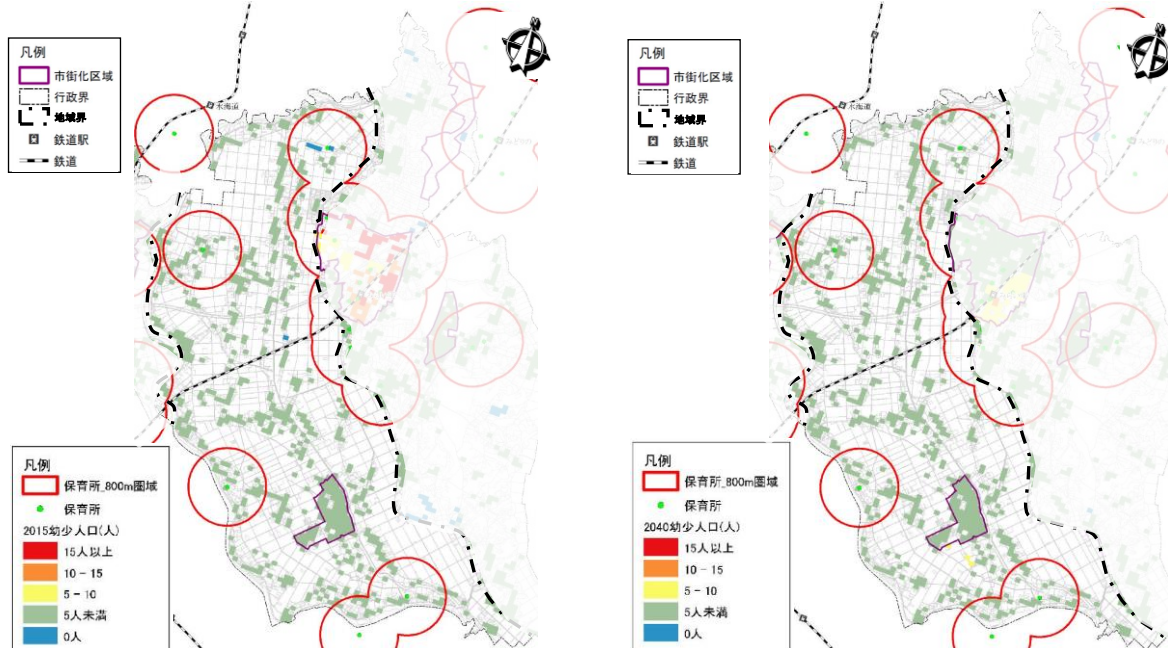 凡例
市街化区域
行政界
地域界
鉄道駅
鉄道
水海道
凡例
保育所_800m圏域
保育所
2015幼少人口(人)
15人以上
10 - 15
5 - 10
5人未満
0人
凡例
市街化区域
行政界
地域界
鉄道駅
鉄道
水海道
凡例
保育所_800m圏域
保育所
2040幼少人口(人)
15人以上
10 - 15
5 - 10
5人未満
0人